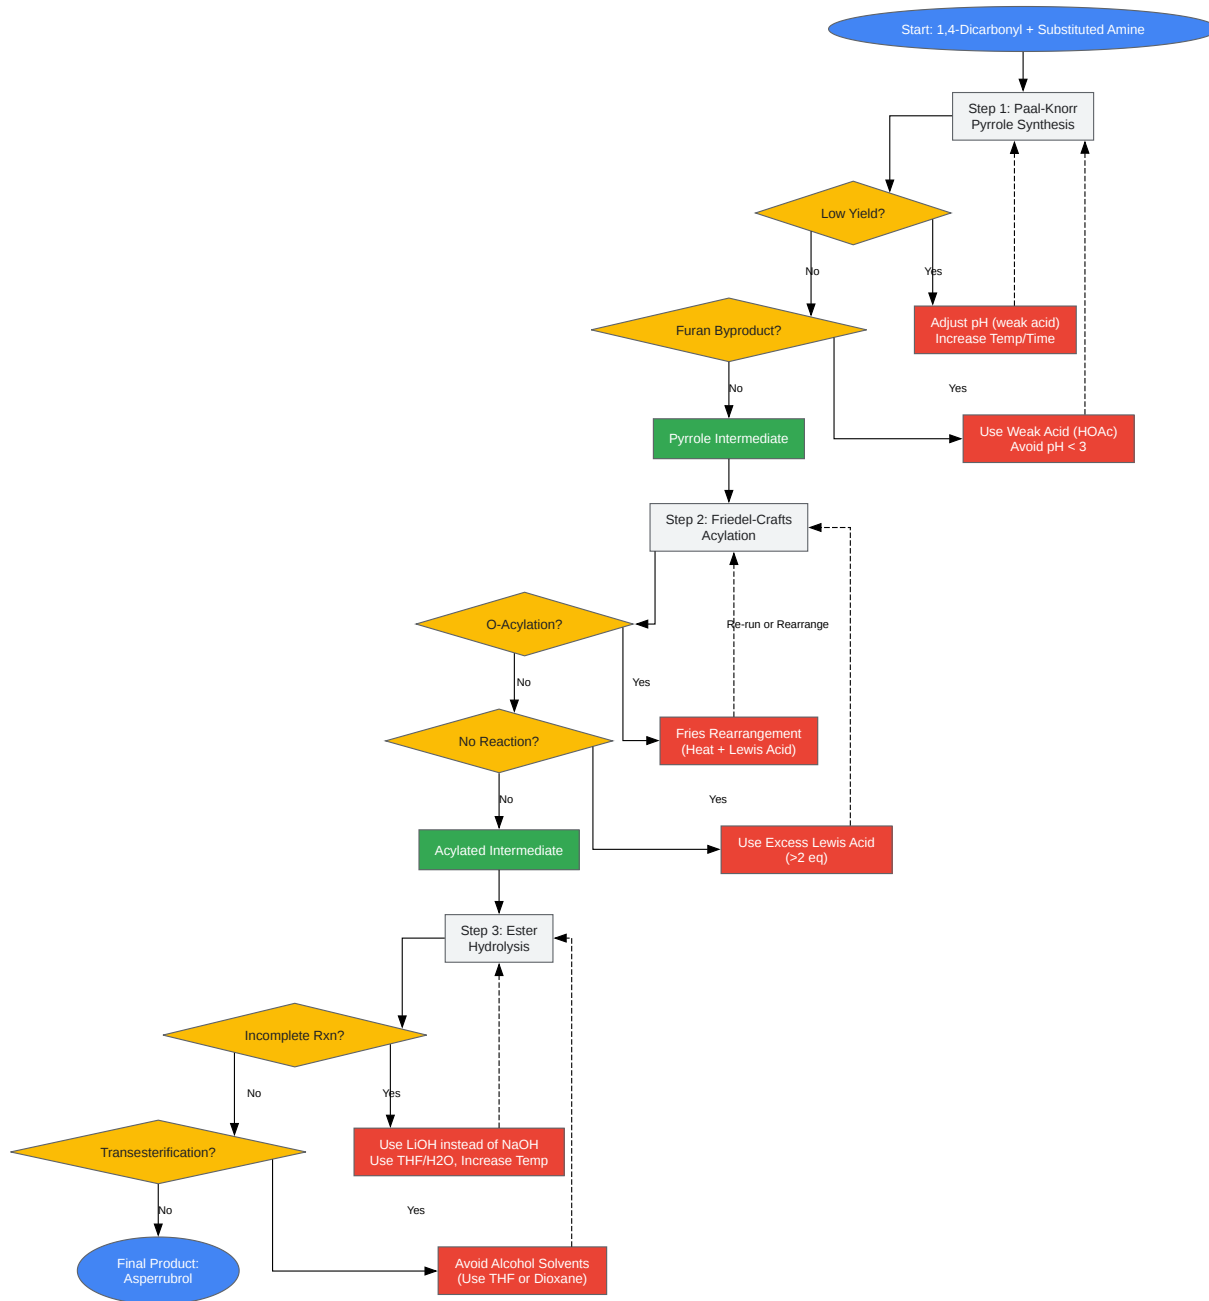 Start: 1,4-Dicarbonyl + Substituted Amine
Step 1: Paal-Knorr
Pyrrole Synthesis
Low Yield?
No
Yes
Furan Byproduct?
Adjust pH (weak acid)
Increase Temp/Time
No
Yes
Pyrrole Intermediate
Use Weak Acid (HOAc)
Avoid pH < 3
Step 2: Friedel-Crafts
Acylation
O-Acylation?
Re-run or Rearrange
No
Yes
No Reaction?
Fries Rearrangement
(Heat + Lewis Acid)
No
Yes
Acylated Intermediate
Use Excess Lewis Acid
(>2 eq)
Step 3: Ester
Hydrolysis
Incomplete Rxn?
No
Yes
Transesterification?
Use LiOH instead of NaOH
Use THF/H2O, Increase Temp
No
Yes
Final Product:
Asperrubrol
Avoid Alcohol Solvents
(Use THF or Dioxane)